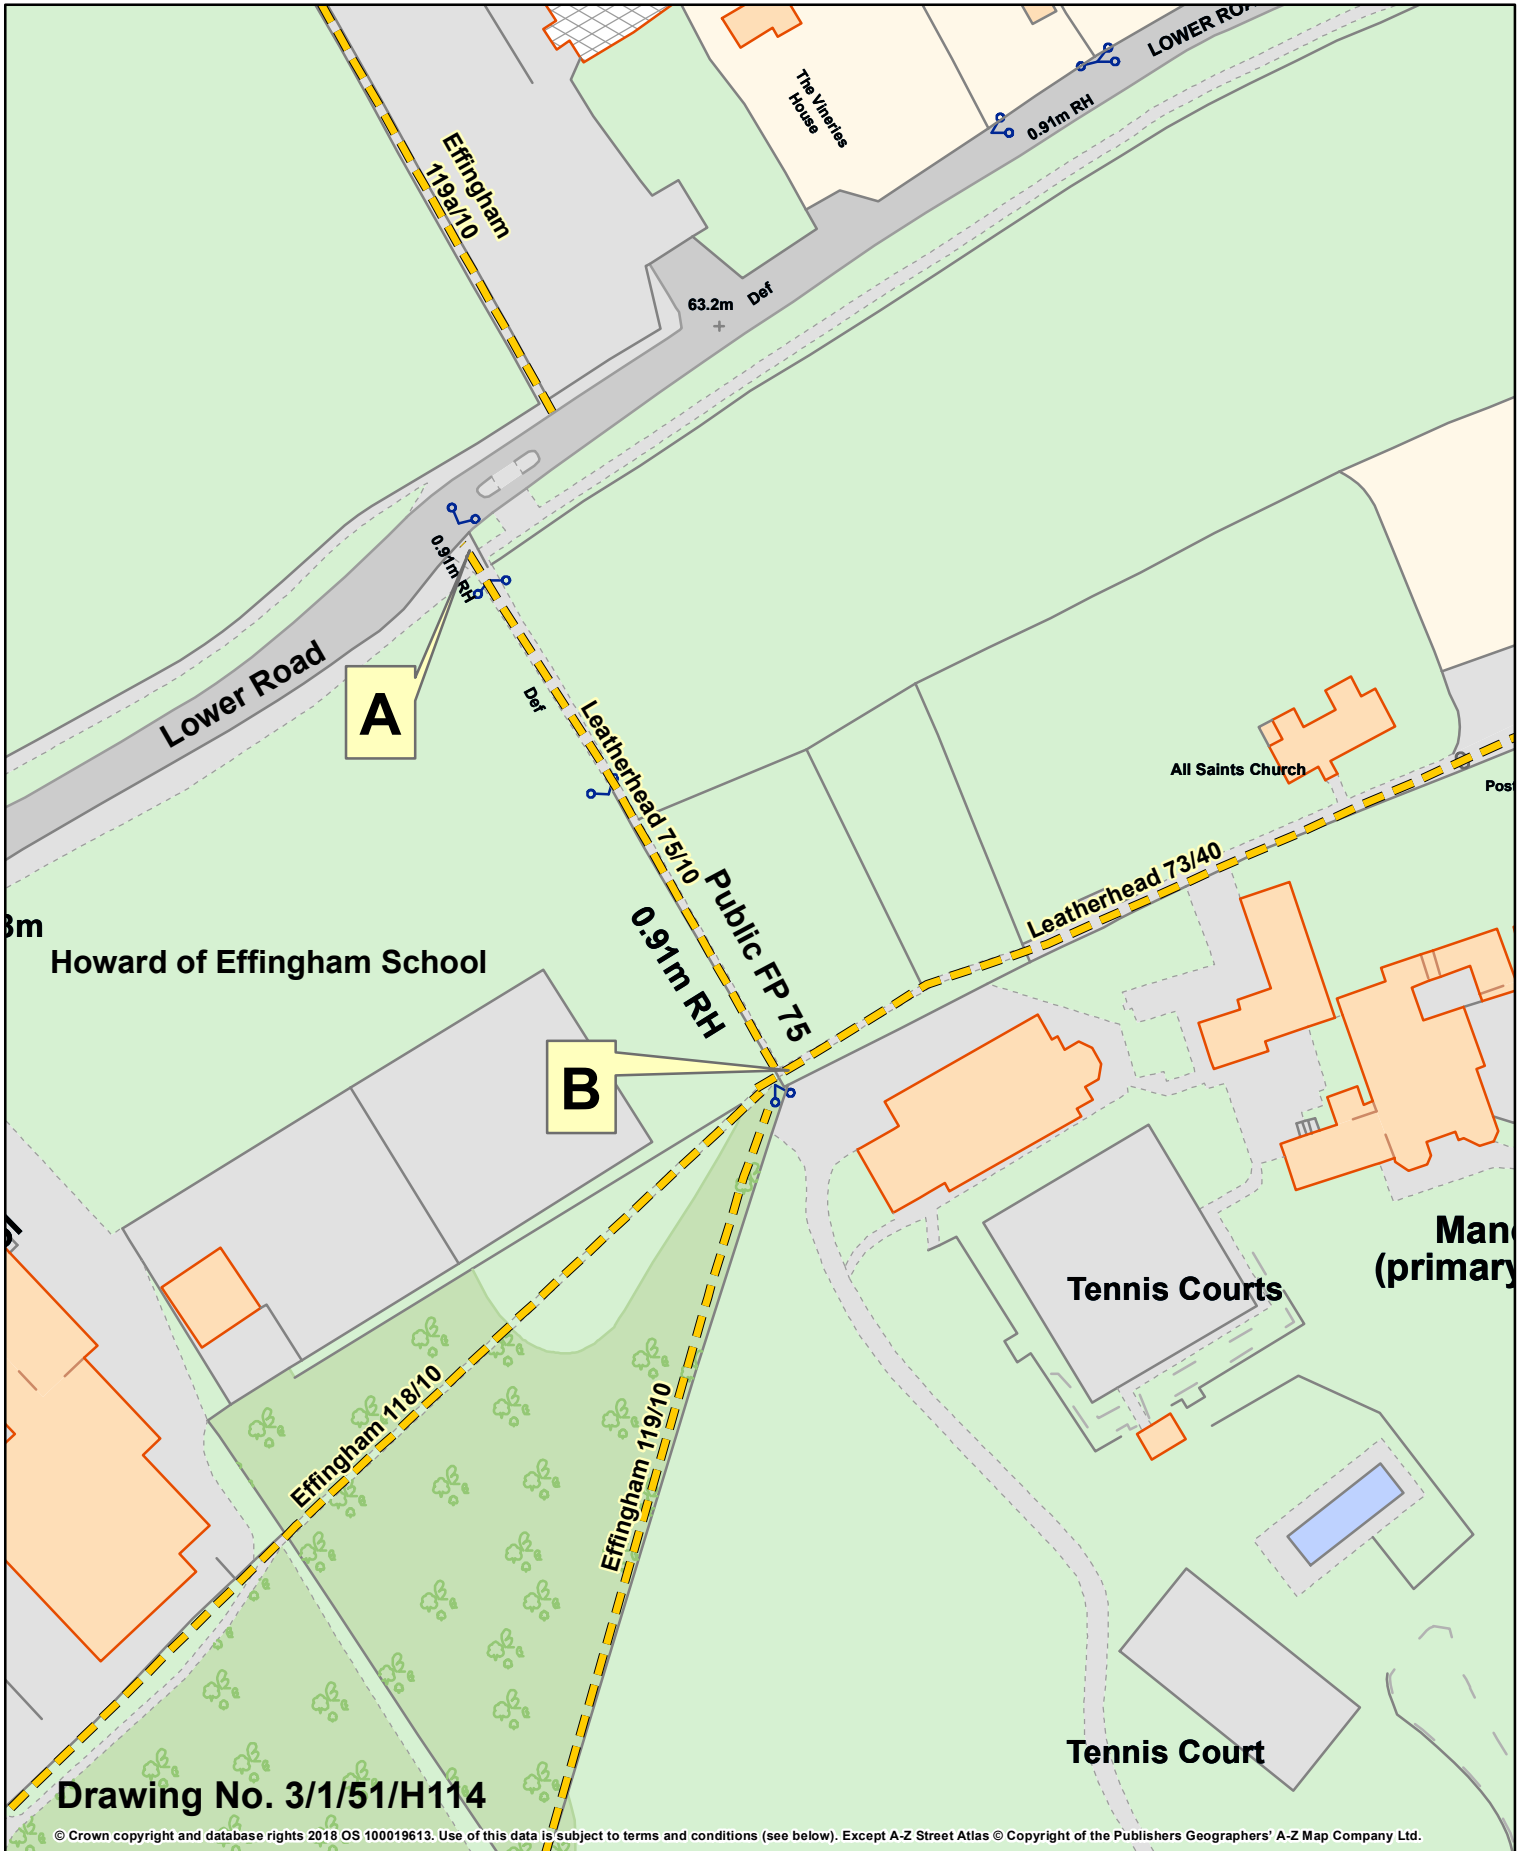 LOWER ROA
The Vineries
House
0.91m RH
Effingham
119a/10
63.2m
Def
0.91m RH
Lower Road
A
Def
Leatherhead 75/10
All Saints Church
Post
Leatherhead 73/40
Public FP 75
0.91m RH
3m
Howard of Effingham School
B
Tennis Courts
(primary
Effingham 118/10
Effingham 119/10
Tennis Court
Drawing No. 3/1/51/H114
© Crown copyright and database rights 2018 OS 100019613. Use of this data is subject to terms and conditions (see below). Except A-Z Street Atlas © Copyright of the Publishers Geographers' A-Z Map Company Ltd.